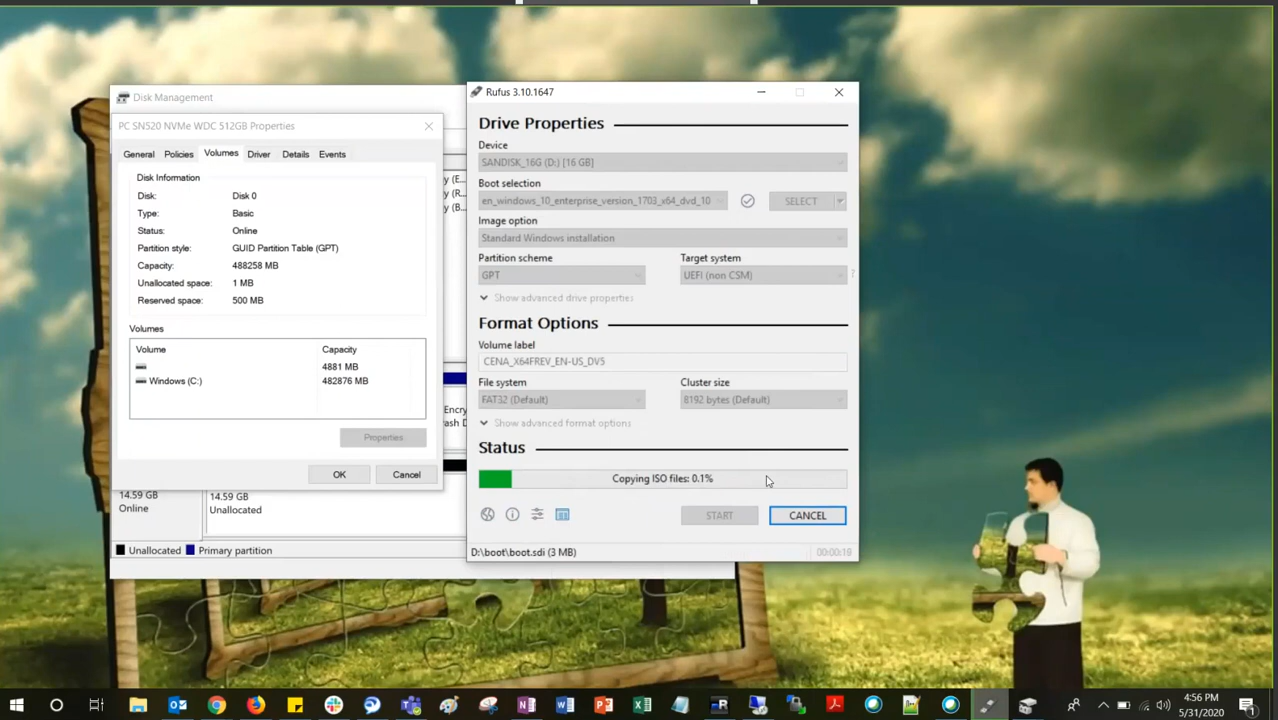 Disk Management
PC SN520 NVMe WDC 512GB Properties
General
Policies
Volumes
Driver
Details
Events
Disk Information
Disk:
Disk 0
Type:
Basic
Status:
Online
Partition style:
GUID Partition Table (GPT)
Capacity:
488258 MB
Unallocated space:
1 MB
Reserved space:
500 MB
Volumes
Volume
Capacity
4881 MB
Windows (C:)
482876 MB
Properties
OK
Cancel
y (E...
y (R...
y (B...
Encry
rash D
14.59 GB
Online
14.59 GB
Unallocated
Unallocated
Primary partition
Rufus 3.10.1647
Drive Properties
Device
SANDISK_16G (D:) [16 GB]
Boot selection
en_windows_10_enterprise_version_1703_x64_dvd_10
SELECT
Image option
Standard Windows installation
Partition scheme
Target system
GPT
UEFI (non CSM)
?
Show advanced drive properties
Format Options
Volume label
CENA_X64FREV_EN-US_DV5
File system
Cluster size
FAT32 (Default)
8192 bytes (Default)
Show advanced format options
Status
Copying ISO files: 0.1%
START
CANCEL
D:\boot\boot.sdi (3 MB)
00:00:19
4:56 PM
5/31/2020